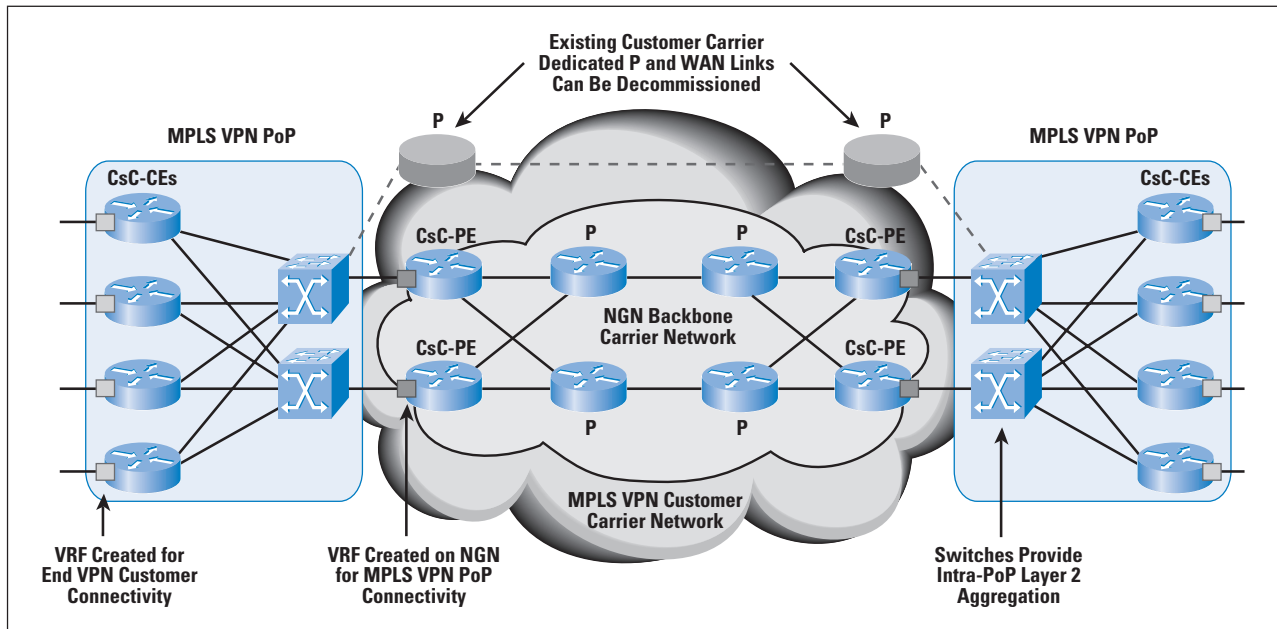 Existing Customer Carrier
Dedicated P and WAN Links
Can Be Decommissioned
MPLS VPN PoP
P
P
MPLS VPN PoP
CsC-CEs
CsC-CEs
CsC-PE
P
P
CsC-PE
NGN Backbone
Carrier Network
CsC-PE
CsC-PE
P
P
MPLS VPN Customer
Carrier Network
VRF Created for
End VPN Customer
Connectivity
VRF Created on NGN
for MPLS VPN PoP
Connectivity
Switches Provide
Intra-PoP Layer 2
Aggregation